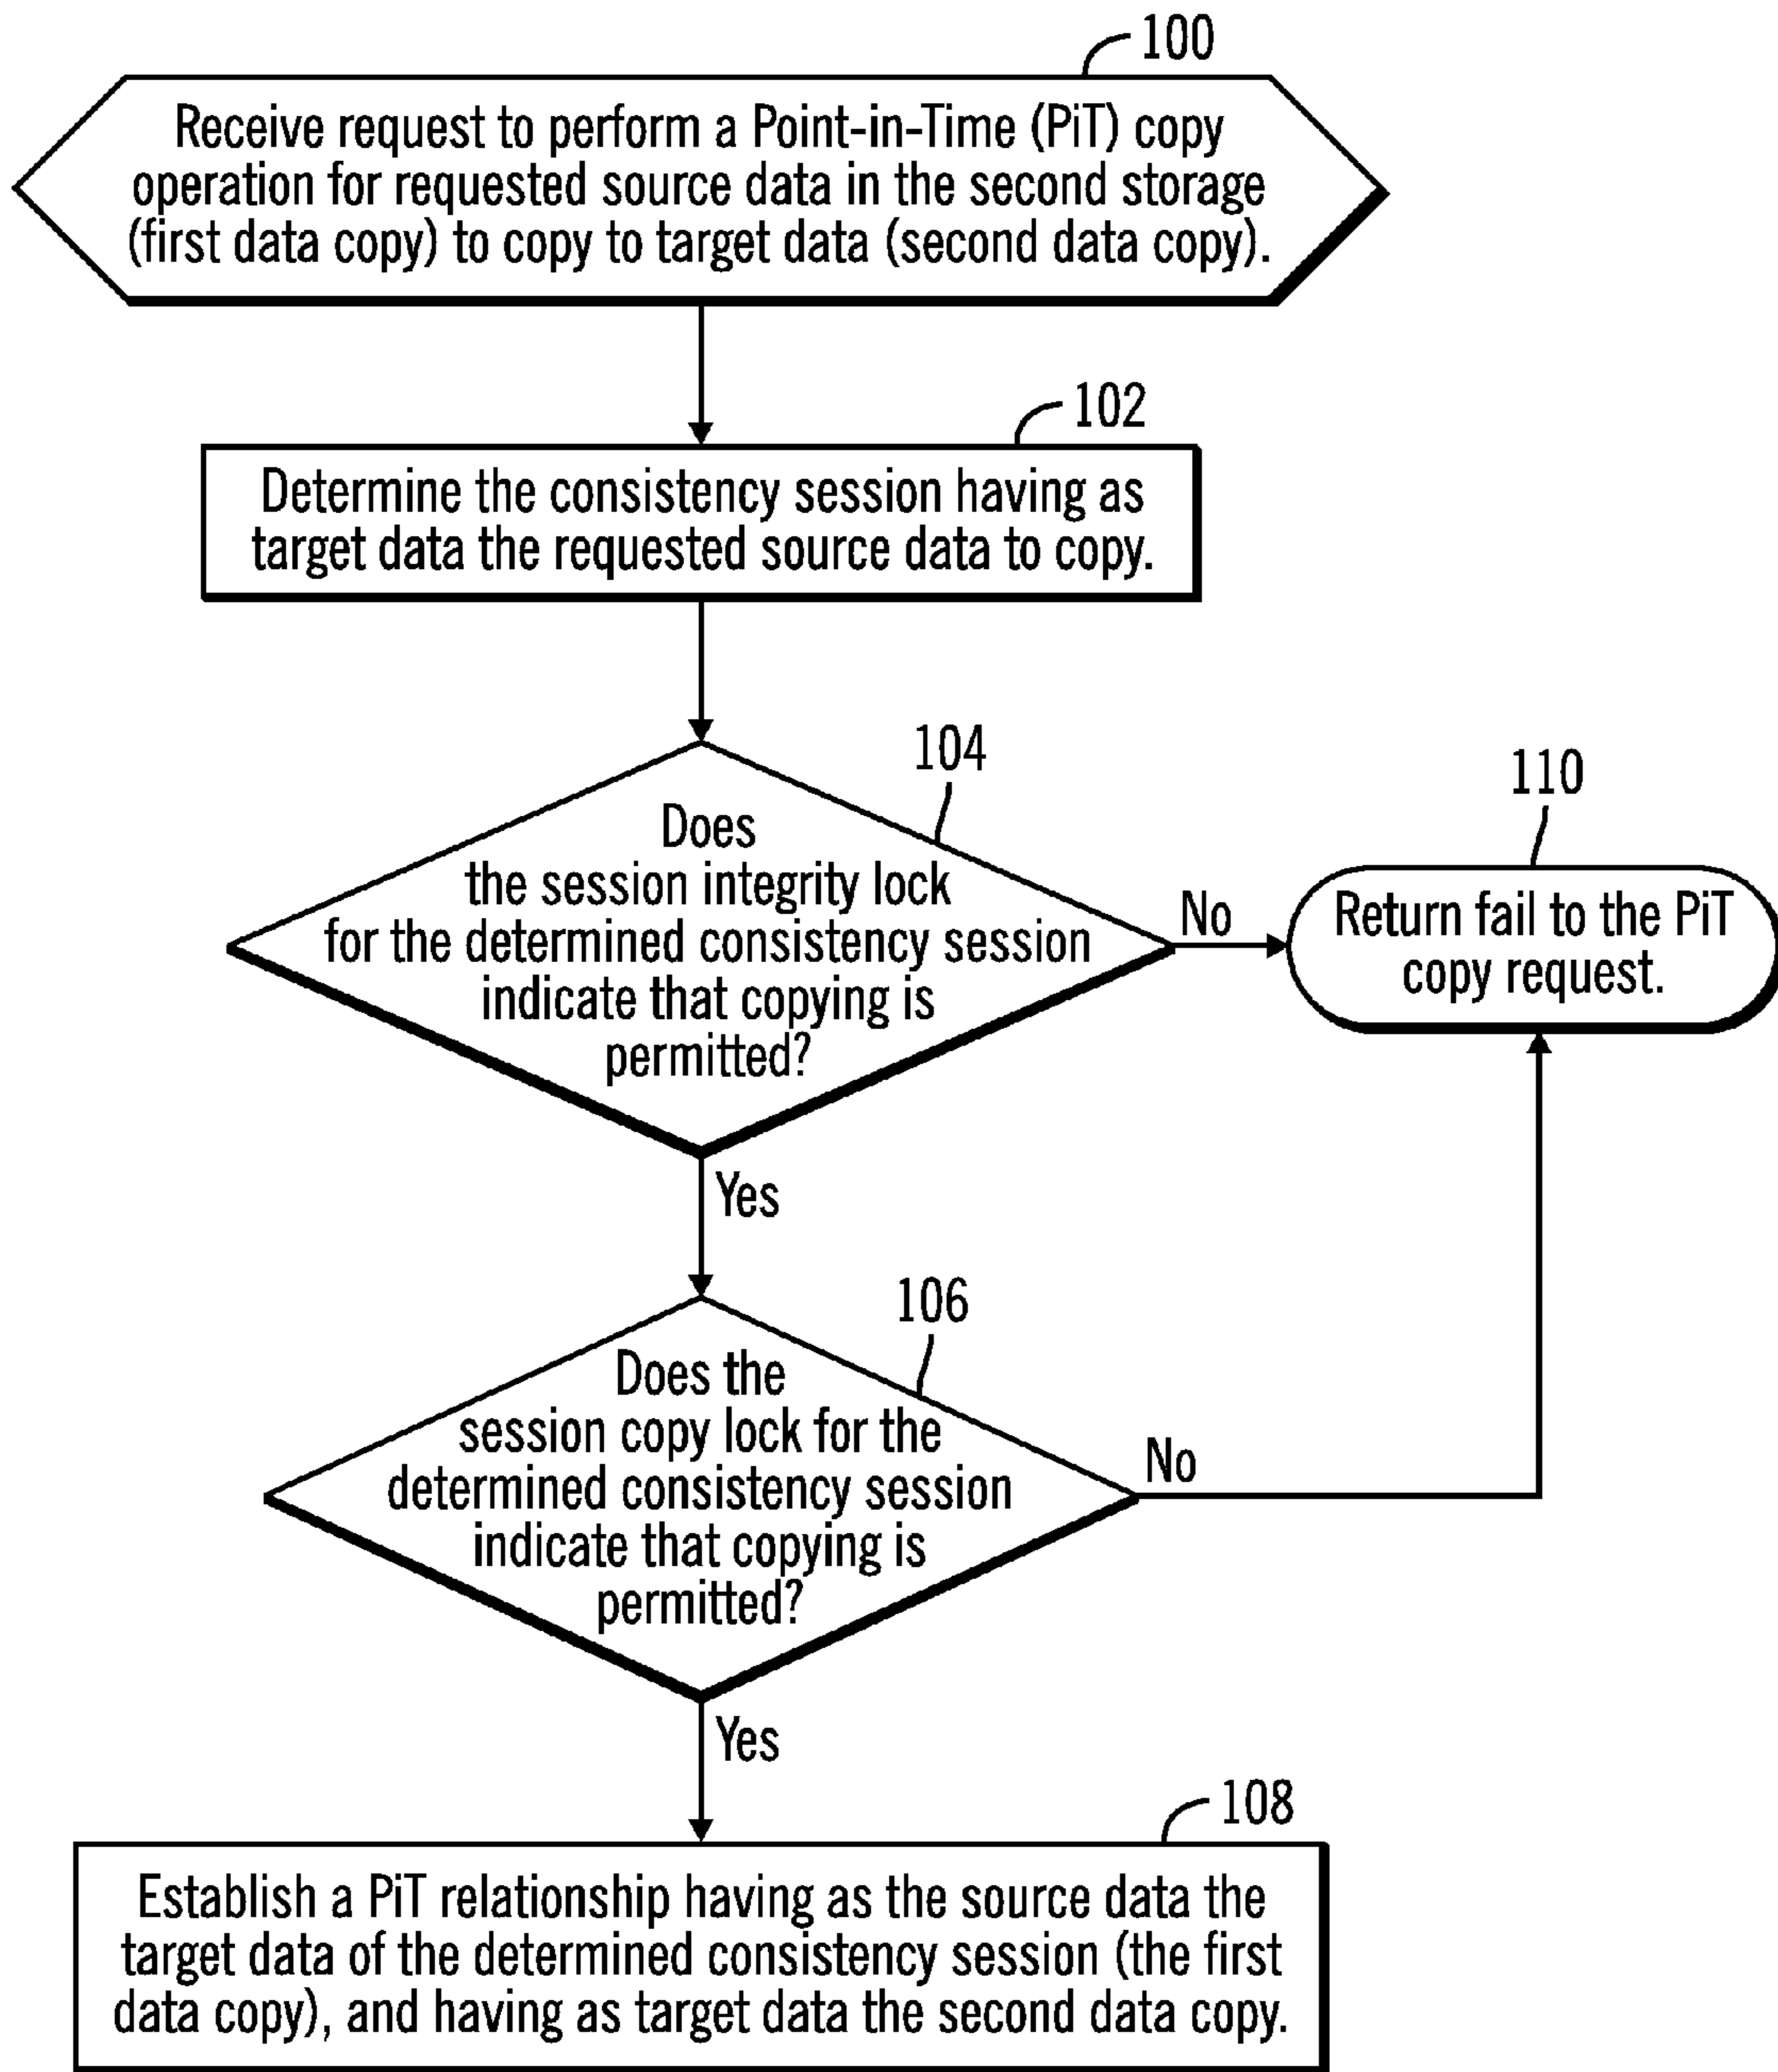 100
Receive request to perform a Point-in-Time (PiT) copy
operation for requested source data in the second storage
(first data copy) to copy to target data (second data copy).
102
Determine the consistency session having as
target data the requested source data to copy.
104
Does
the session integrity lock
for the determined consistency session
indicate that copying is
permitted?
No
110
Return fail to the PiT
copy request.
Yes
106
Does the
session copy lock for the
determined consistency session
indicate that copying is
permitted?
No
Yes
108
Establish a PiT relationship having as the source data the
target data of the determined consistency session (the first
data copy), and having as target data the second data copy.